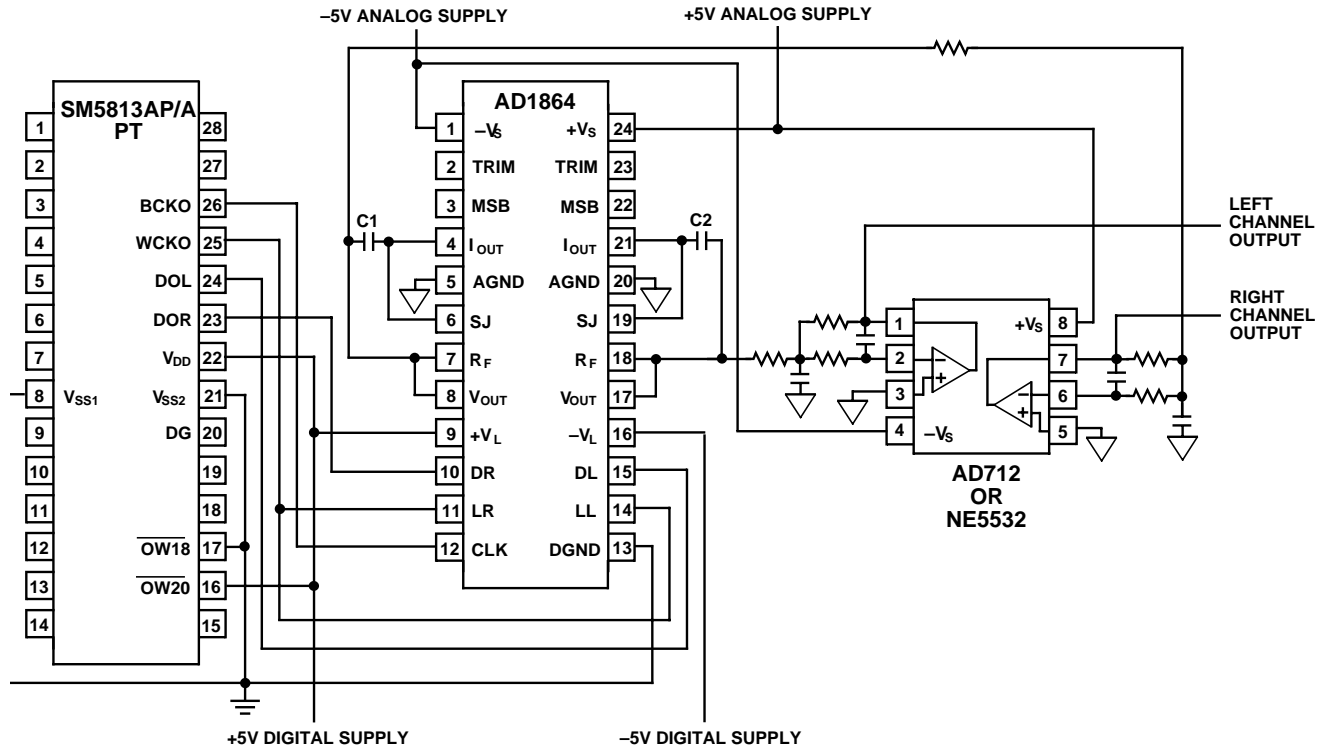 –5V ANALOG SUPPLY
+5V ANALOG SUPPLY
SM5813AP/A
PT
1
2
3
4
5
6
7
8 VSS1
9
10
11
12
13
14
28
27
BCKO 26
WCKO 25
DOL 24
DOR 23
VDD 22
VSS2 21
DG 20
19
18
OW18 17
OW20 16
15
C1
AD1864
1 –VS
2 TRIM
3 MSB
4 IOUT
5 AGND
6 SJ
7 RF
8 VOUT
9 +VL
10 DR
11 LR
12 CLK
+VS 24
TRIM 23
MSB 22
IOUT 21
AGND 20
SJ 19
RF 18
VOUT 17
–VL 16
DL 15
LL 14
DGND 13
C2
LEFT
CHANNEL
OUTPUT
RIGHT
CHANNEL
OUTPUT
1
2
3
4 –VS
+VS 8
7
6
5
– +
– +
AD712
OR
NE5532
+5V DIGITAL SUPPLY
–5V DIGITAL SUPPLY